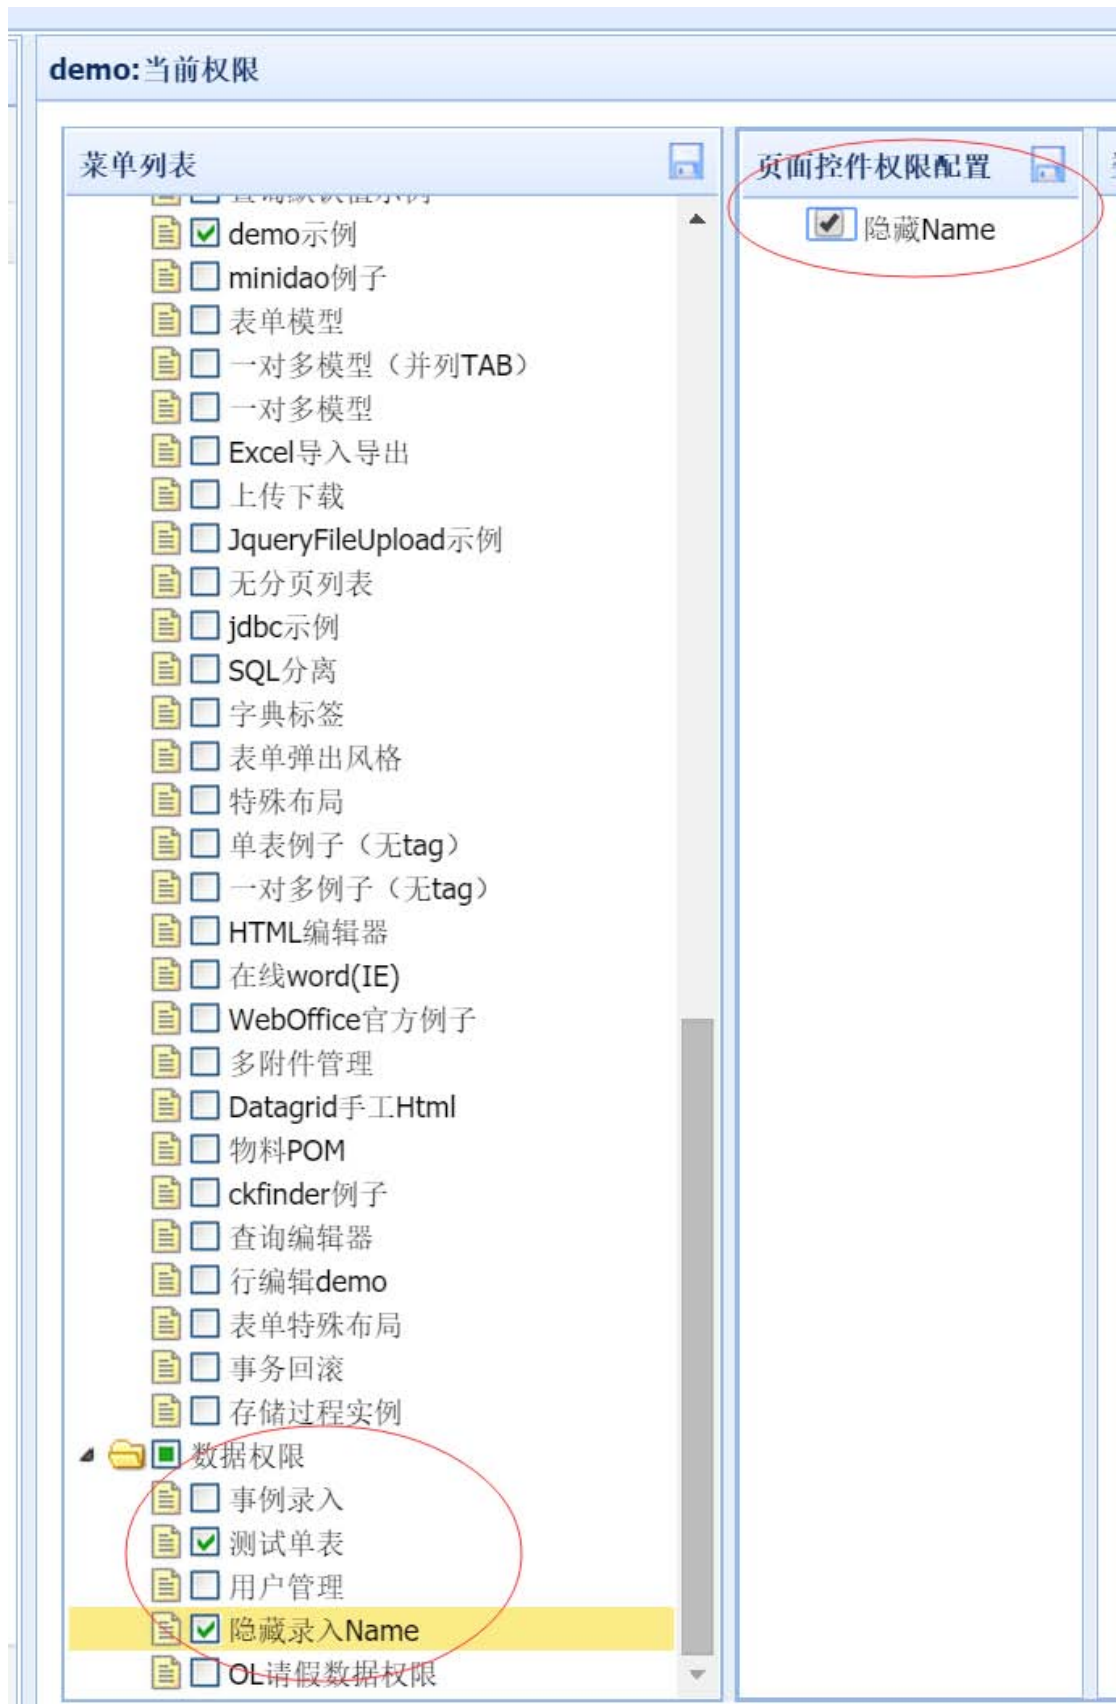 demo:当前权限
菜单列表
页面控件权限配置
隐藏Name
demo示例
minidao例子
表单模型
一对多模型（并列TAB）
一对多模型
Excel导入导出
上传下载
JqueryFileUpload示例
无分页列表
jdbc示例
SQL分离
字典标签
表单弹出风格
特殊布局
单表例子（无tag）
一对多例子（无tag）
HTML编辑器
在线word(IE)
WebOffice官方例子
多附件管理
Datagrid手工Html
物料POM
ckfinder例子
查询编辑器
行编辑demo
表单特殊布局
事务回滚
存储过程实例
数据权限
事例录入
测试单表
用户管理
隐藏录入Name
OL请假数据权限